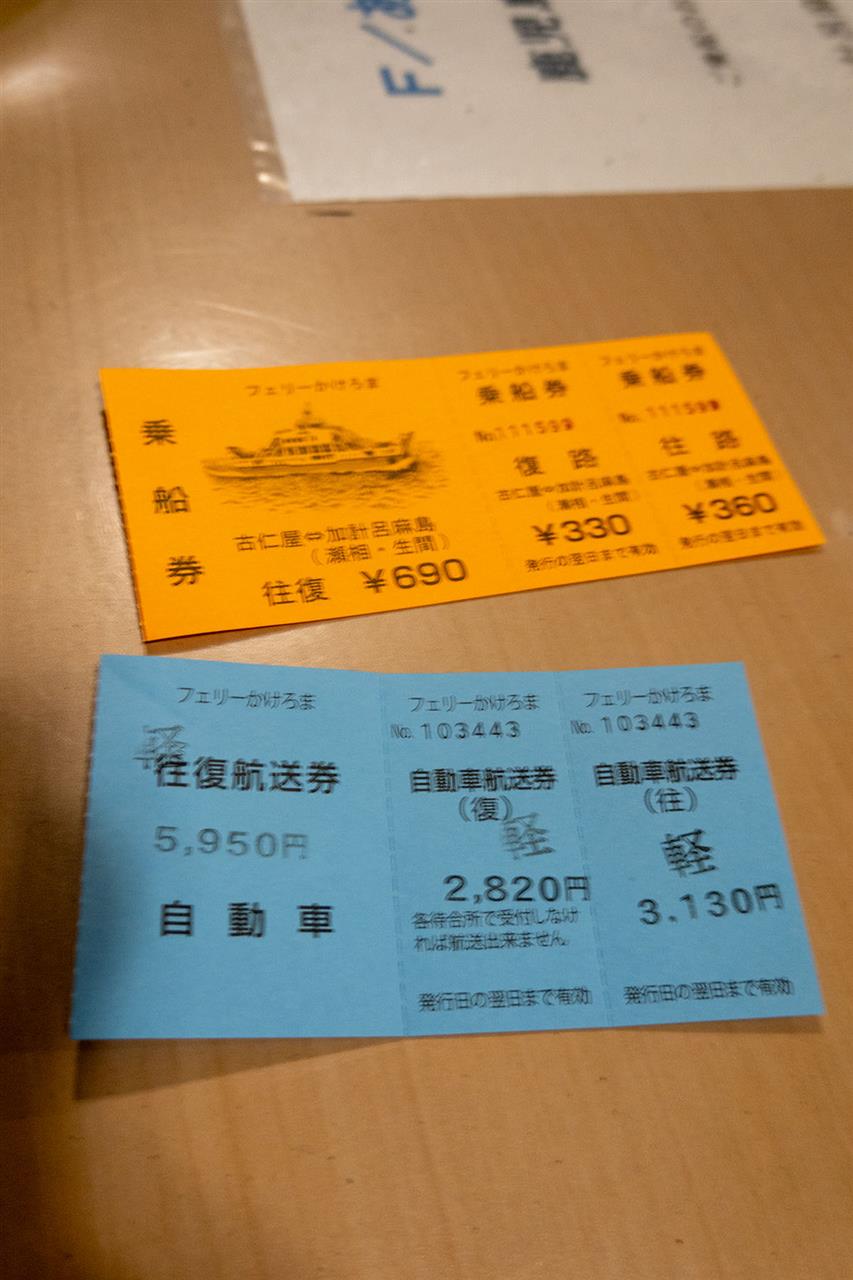 F/あ
鹿児島
フェリーかけろま
乗船券
古仁屋⇔加計呂麻島
(瀬相・生間)
往復 ¥690
フェリーかけろま
乗船券
No.111599
復路
古仁屋⇔加計呂麻島
(瀬相・生間)
¥330
発行の翌日まで有効
フェリーかけろま
乗船券
No.111599
往路
古仁屋⇔加計呂麻島
(瀬相・生間)
¥360
発行の翌日まで有効
フェリーかけろま
軽
往復航送券
5,950円
自動車
フェリーかけろま
No. 103443
自動車航送券
(復)
軽
2,820円
各待合所で受付しなけ
れば航送出来ません。
発行日の翌日まで有効
フェリーかけろま
No. 103443
自動車航送券
(往)
軽
3.130円
発行日の翌日まで有効